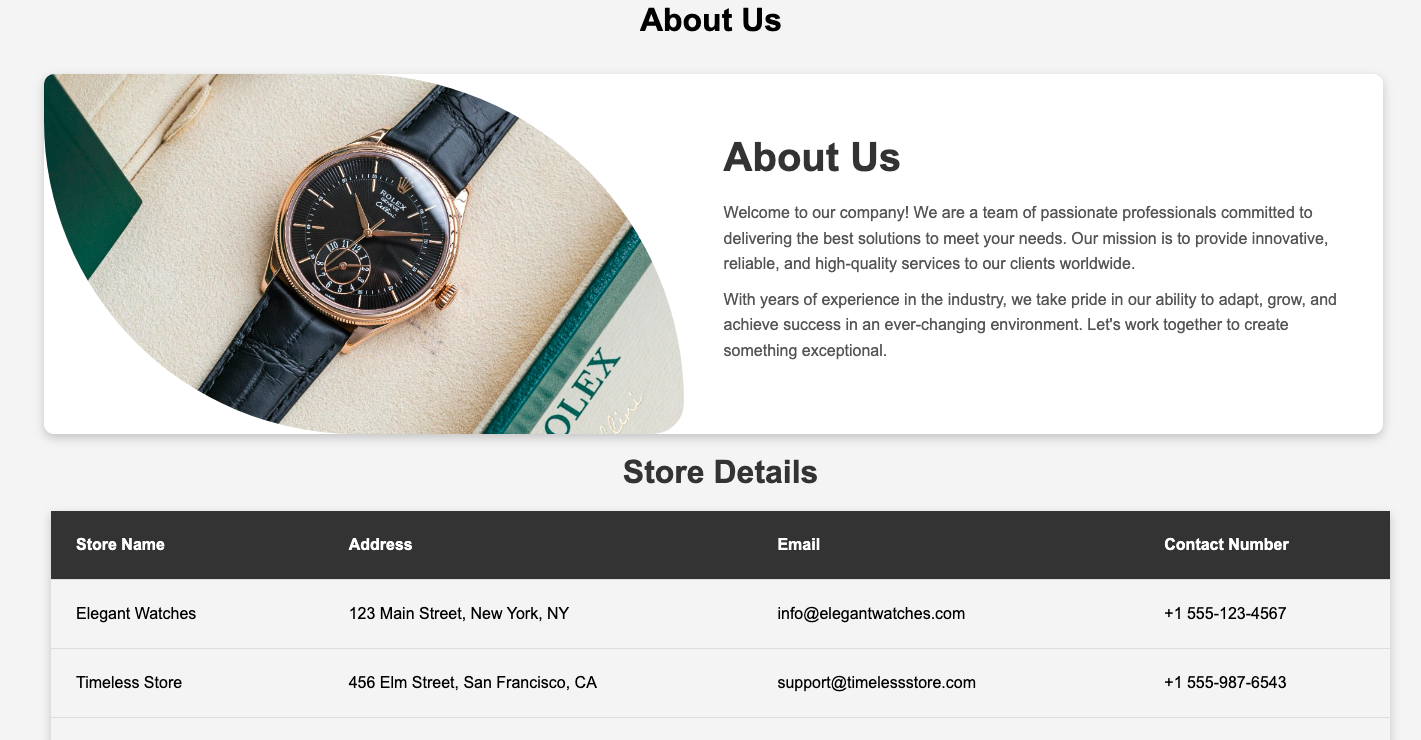 About Us
ROLEX
OLEX
About Us
Welcome to our company! We are a team of passionate professionals committed to
delivering the best solutions to meet your needs. Our mission is to provide innovative,
reliable, and high-quality services to our clients worldwide.
With years of experience in the industry, we take pride in our ability to adapt, grow, and
achieve success in an ever-changing environment. Let's work together to create
something exceptional.
Store Details
Store Name Address Email Contact Number
Elegant Watches 123 Main Street, New York, NY info@elegantwatches.com +1 555-123-4567
Timeless Store 456 Elm Street, San Francisco, CA support@timelessstore.com +1 555-987-6543